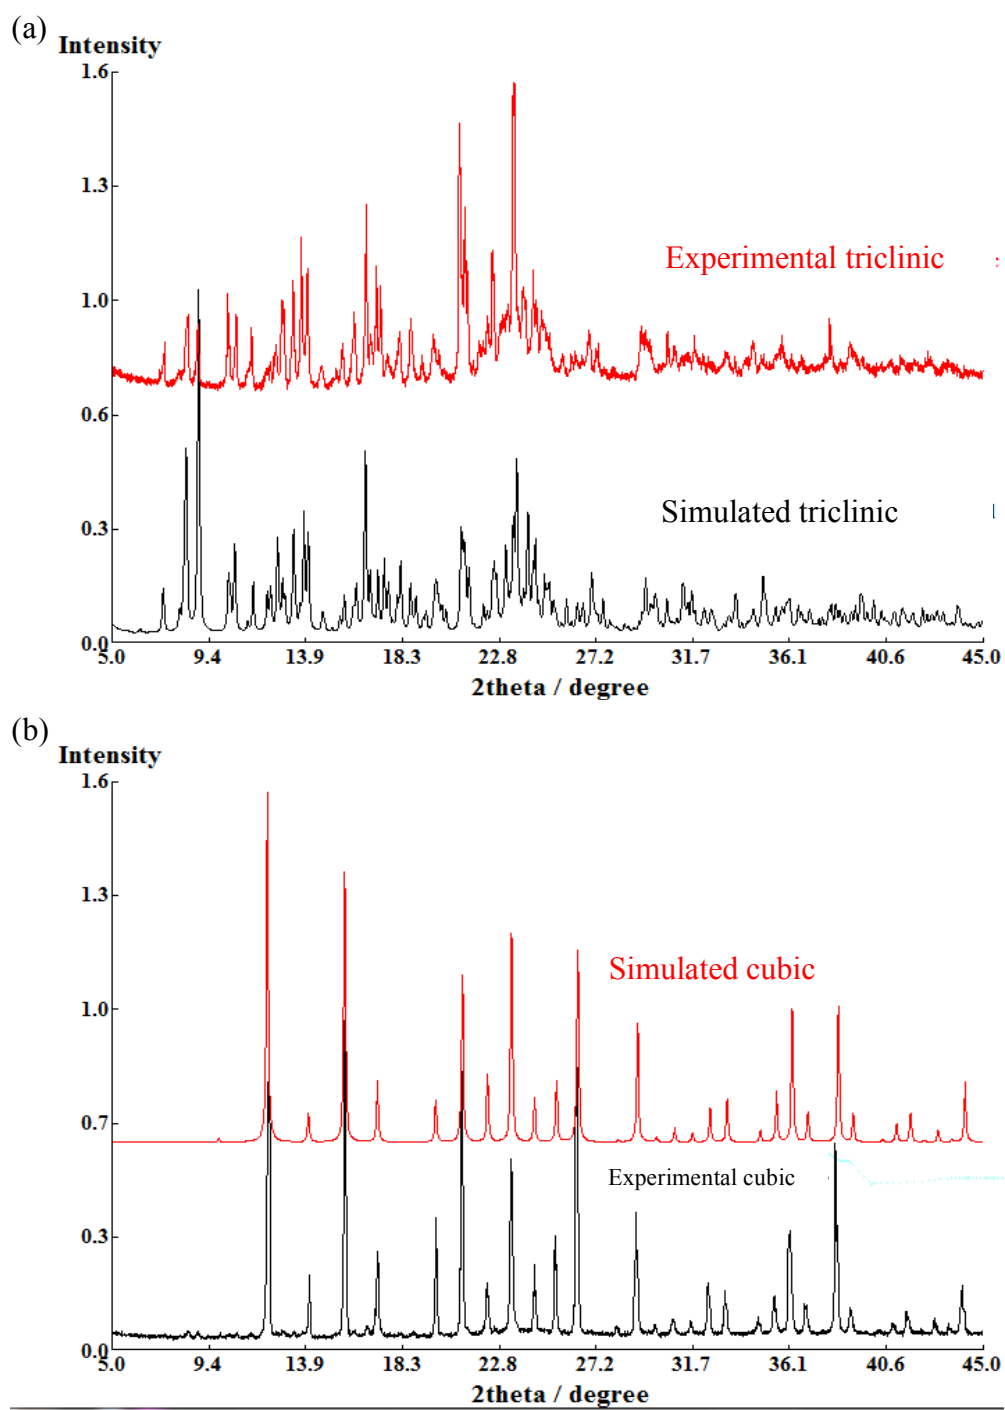 (a)
Intensity
1.6
1.3
Experimental triclinic
1.0
0.6
Simulated triclinic
0.3
0.0
5.0 9.4 13.9 18.3 22.8 27.2 31.7 36.1 40.6 45.0
2theta / degree
(b)
Intensity
1.6
1.3
Simulated cubic
1.0
0.7
Experimental cubic
0.3
0.0
5.0 9.4 13.9 18.3 22.8 27.2 31.7 36.1 40.6 45.0
2theta / degree